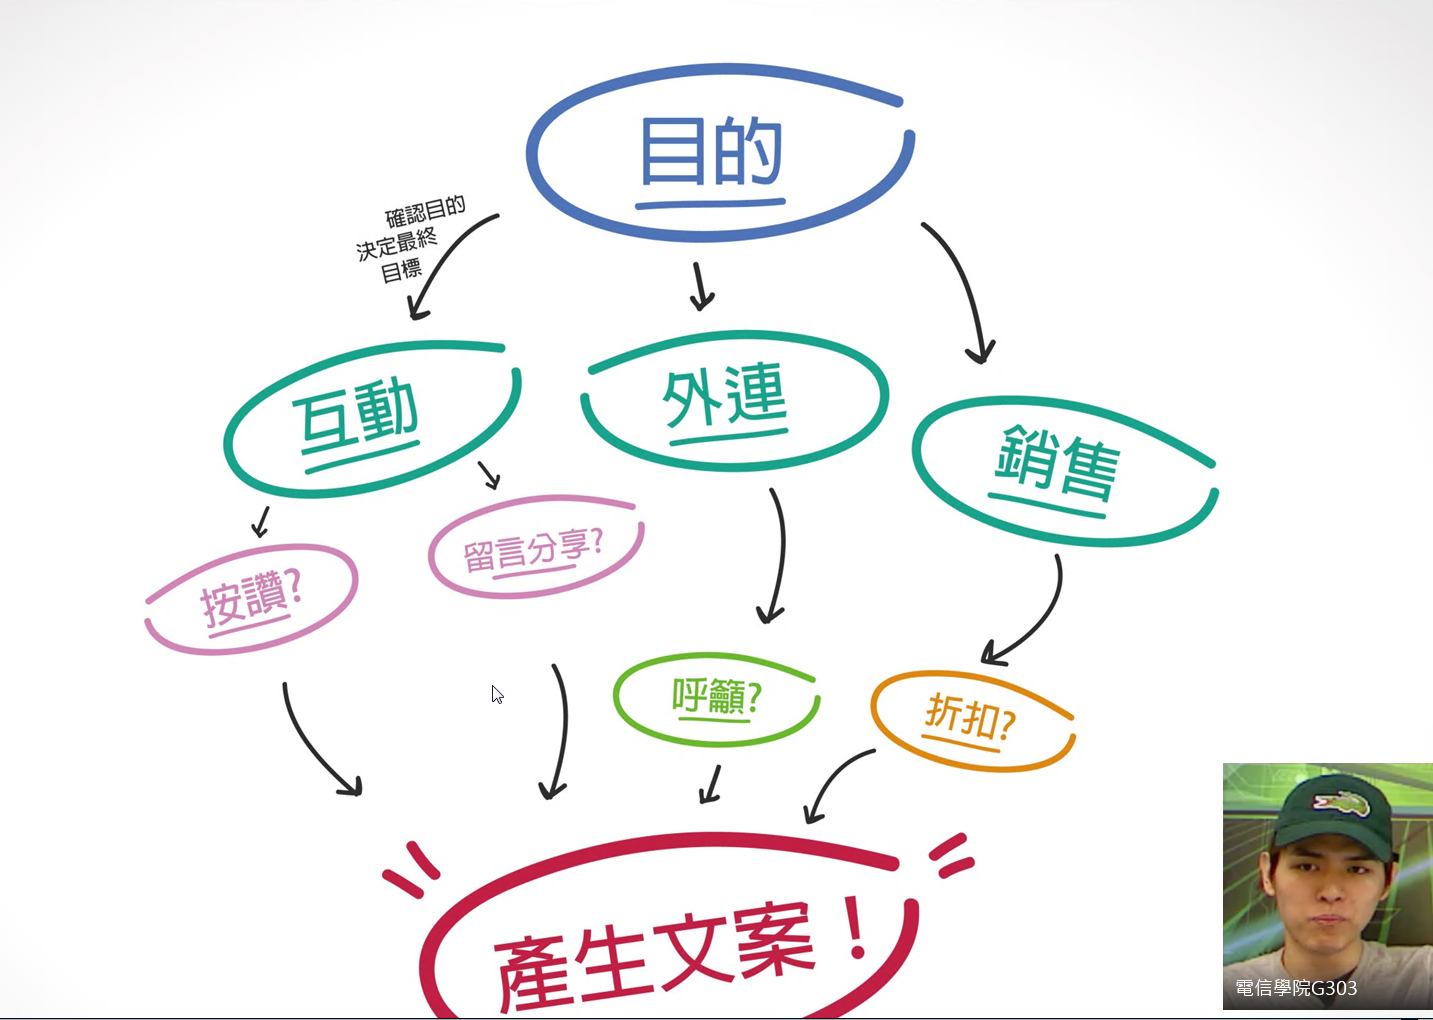 目的
確認目的
決定最終
目標
互動
外連
銷售
按讚?
留言分享?
呼籲?
折扣?
產生文案！
電信學院G303